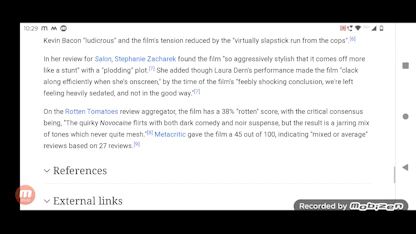 10:29
Kevin Bacon "ludicrous" and the film's tension reduced by the "virtually slapstick run from the cops".[6]
In her review for Salon, Stephanie Zacharek found the film "so aggressively stylish that it comes off more
like a stunt" with a "plodding" plot.[7] She added though Laura Dern's performance made the film "clack
along efficiently when she's onscreen," by the time of the film's "feebly shocking conclusion, we're left
feeling heavily sedated, and not in the good way."[7]
On the Rotten Tomatoes review aggregator, the film has a 38% "rotten" score, with the critical consensus
being, "The quirky Novocaine flirts with both dark comedy and noir suspense, but the result is a jarring mix
of tones which never quite mesh."[8] Metacritic gave the film 45 out of 100, indicating "mixed or average"
reviews based on 27 reviews.[9]
References
External links
Recorded by Mobizen